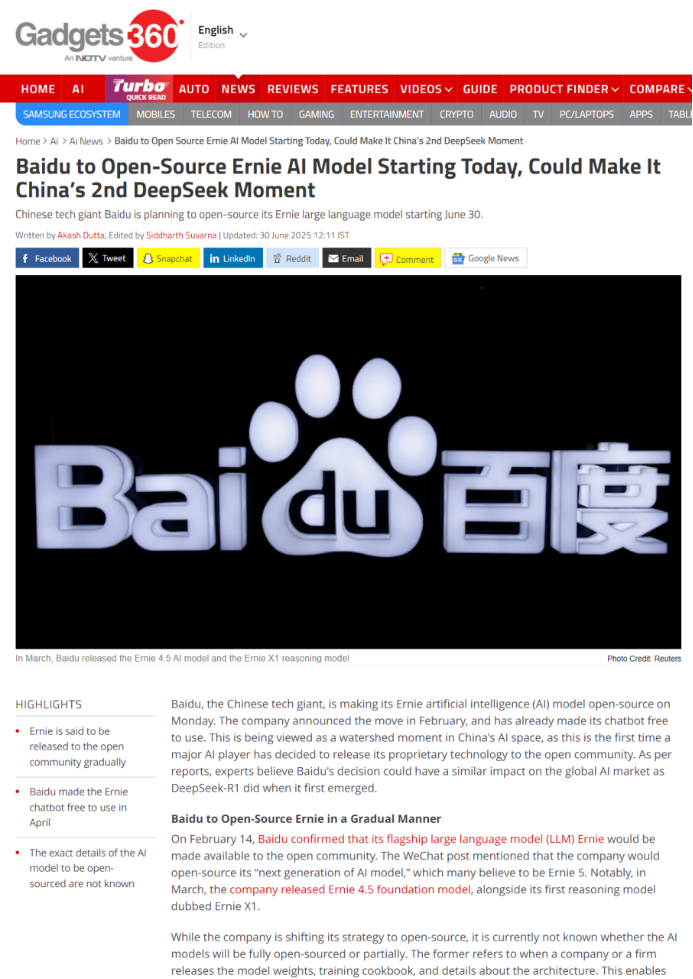 Gadgets 360
An NDTV venture
English
Edition
HOME AI Turbo QUICK READ AUTO NEWS REVIEWS FEATURES VIDEOS GUIDE PRODUCT FINDER COMPARE
SAMSUNG ECOSYSTEM MOBILES TELECOM HOW TO GAMING ENTERTAINMENT CRYPTO AUDIO TV PC/LAPTOPS APPS TABL
Home > Ai > Ai News > Baidu to Open Source Ernie AI Model Starting Today, Could Make It China's 2nd DeepSeek Moment
Baidu to Open-Source Ernie AI Model Starting Today, Could Make It
China's 2nd DeepSeek Moment
Chinese tech giant Baidu is planning to open-source its Ernie large language model starting June 30.
Written by Akash Dutta, Edited by Siddharth Suvarna | Updated: 30 June 2025 12:11 IST
Facebook Tweet Snapchat LinkedIn Reddit Email Comment Google News
Bai du 百度
In March, Baidu released the Ernie 4.5 AI model and the Ernie X1 reasoning model
Photo Credit: Reuters
HIGHLIGHTS
Ernie is said to be
released to the open
community gradually
Baidu made the Ernie
chatbot free to use in
April
The exact details of the AI
model to be open-
sourced are not known
Baidu, the Chinese tech giant, is making its Ernie artificial intelligence (AI) model open-source on
Monday. The company announced the move in February, and has already made its chatbot free
to use. This is being viewed as a watershed moment in China's AI space, as this is the first time a
major AI player has decided to release its proprietary technology to the open community. As per
reports, experts believe Baidu's decision could have a similar impact on the global AI market as
DeepSeek-R1 did when it first emerged.
Baidu to Open-Source Ernie in a Gradual Manner
On February 14, Baidu confirmed that its flagship large language model (LLM) Ernie would be
made available to the open community. The WeChat post mentioned that the company would
open-source its "next generation of AI model," which many believe to be Ernie 5. Notably, in
March, the company released Ernie 4.5 foundation model, alongside its first reasoning model
dubbed Ernie X1.
While the company is shifting its strategy to open-source, it is currently not known whether the AI
models will be fully open-sourced or partially. The former refers to when a company or a firm
releases the model weights, training cookbook, and details about the architecture. This enables